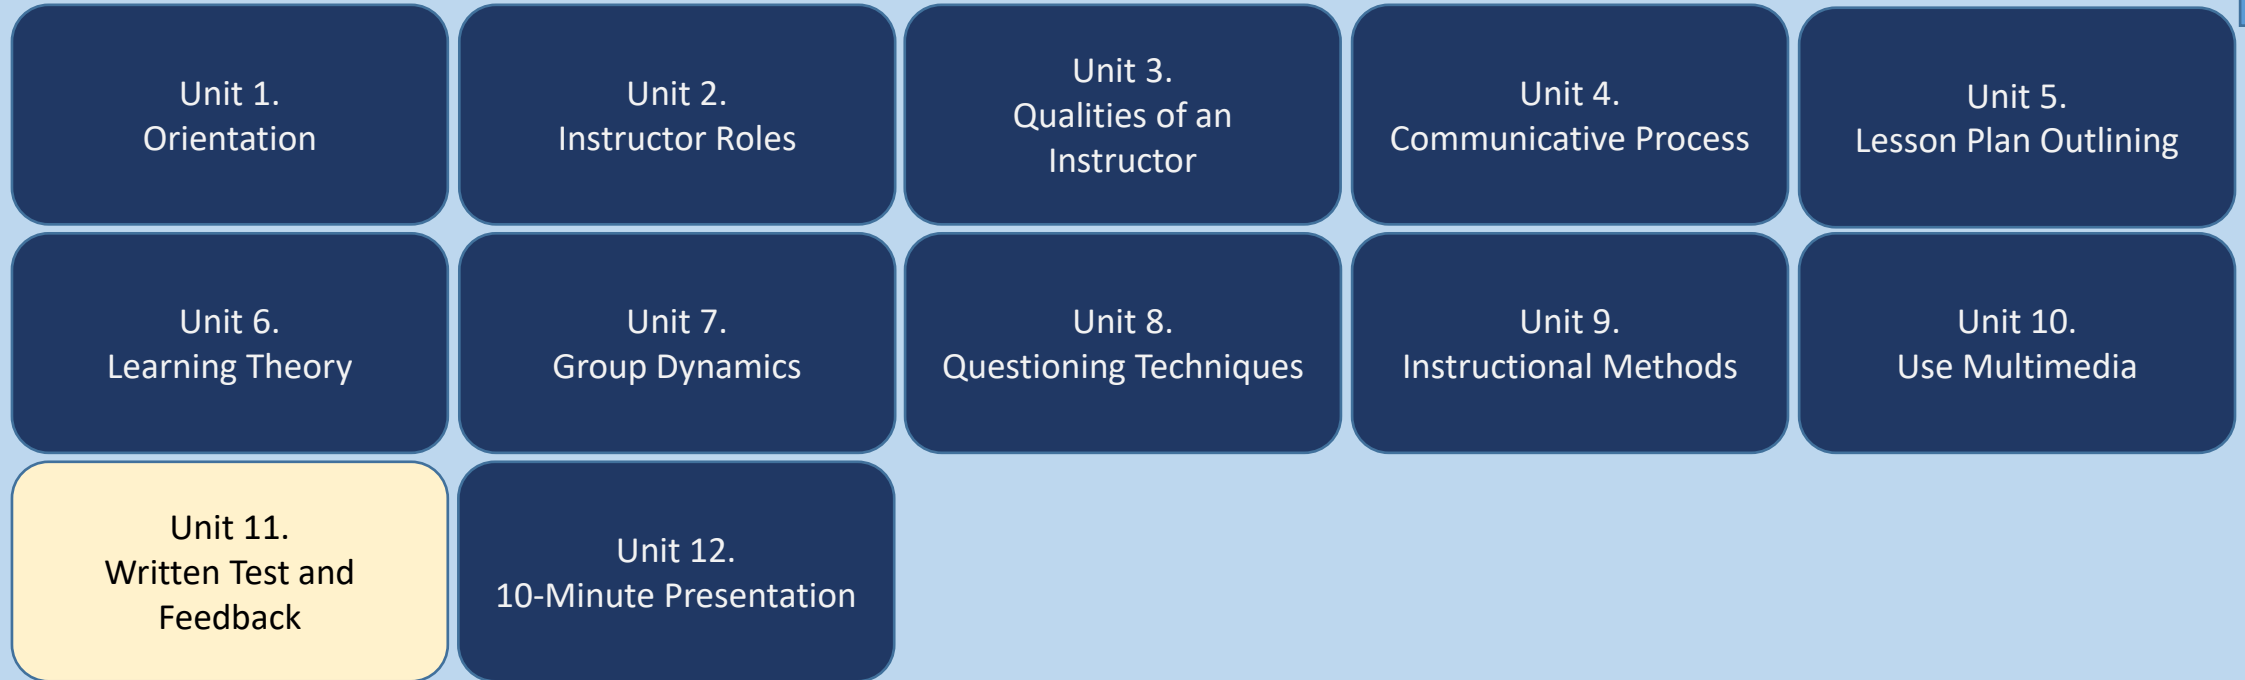 Unit 1.
Orientation
Unit 2.
Instructor Roles
Unit 3.
Qualities of an
Instructor
Unit 4.
Communicative Process
Unit 5.
Lesson Plan Outlining
Unit 6.
Learning Theory
Unit 7.
Group Dynamics
Unit 8.
Questioning Techniques
Unit 9.
Instructional Methods
Unit 10.
Use Multimedia
Unit 11.
Written Test and
Feedback
Unit 12.
10-Minute Presentation